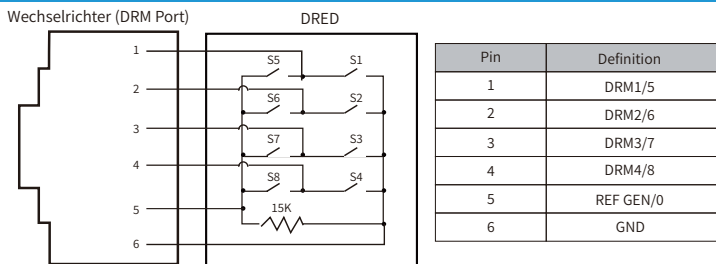 Wechselrichter (DRM Port)
DRED
1
2
3
4
5
6
S5 S1
S6 S2
S7 S3
S8 S4
15K
Pin Definition
1 DRM1/5
2 DRM2/6
3 DRM3/7
4 DRM4/8
5 REF GEN/0
6 GND